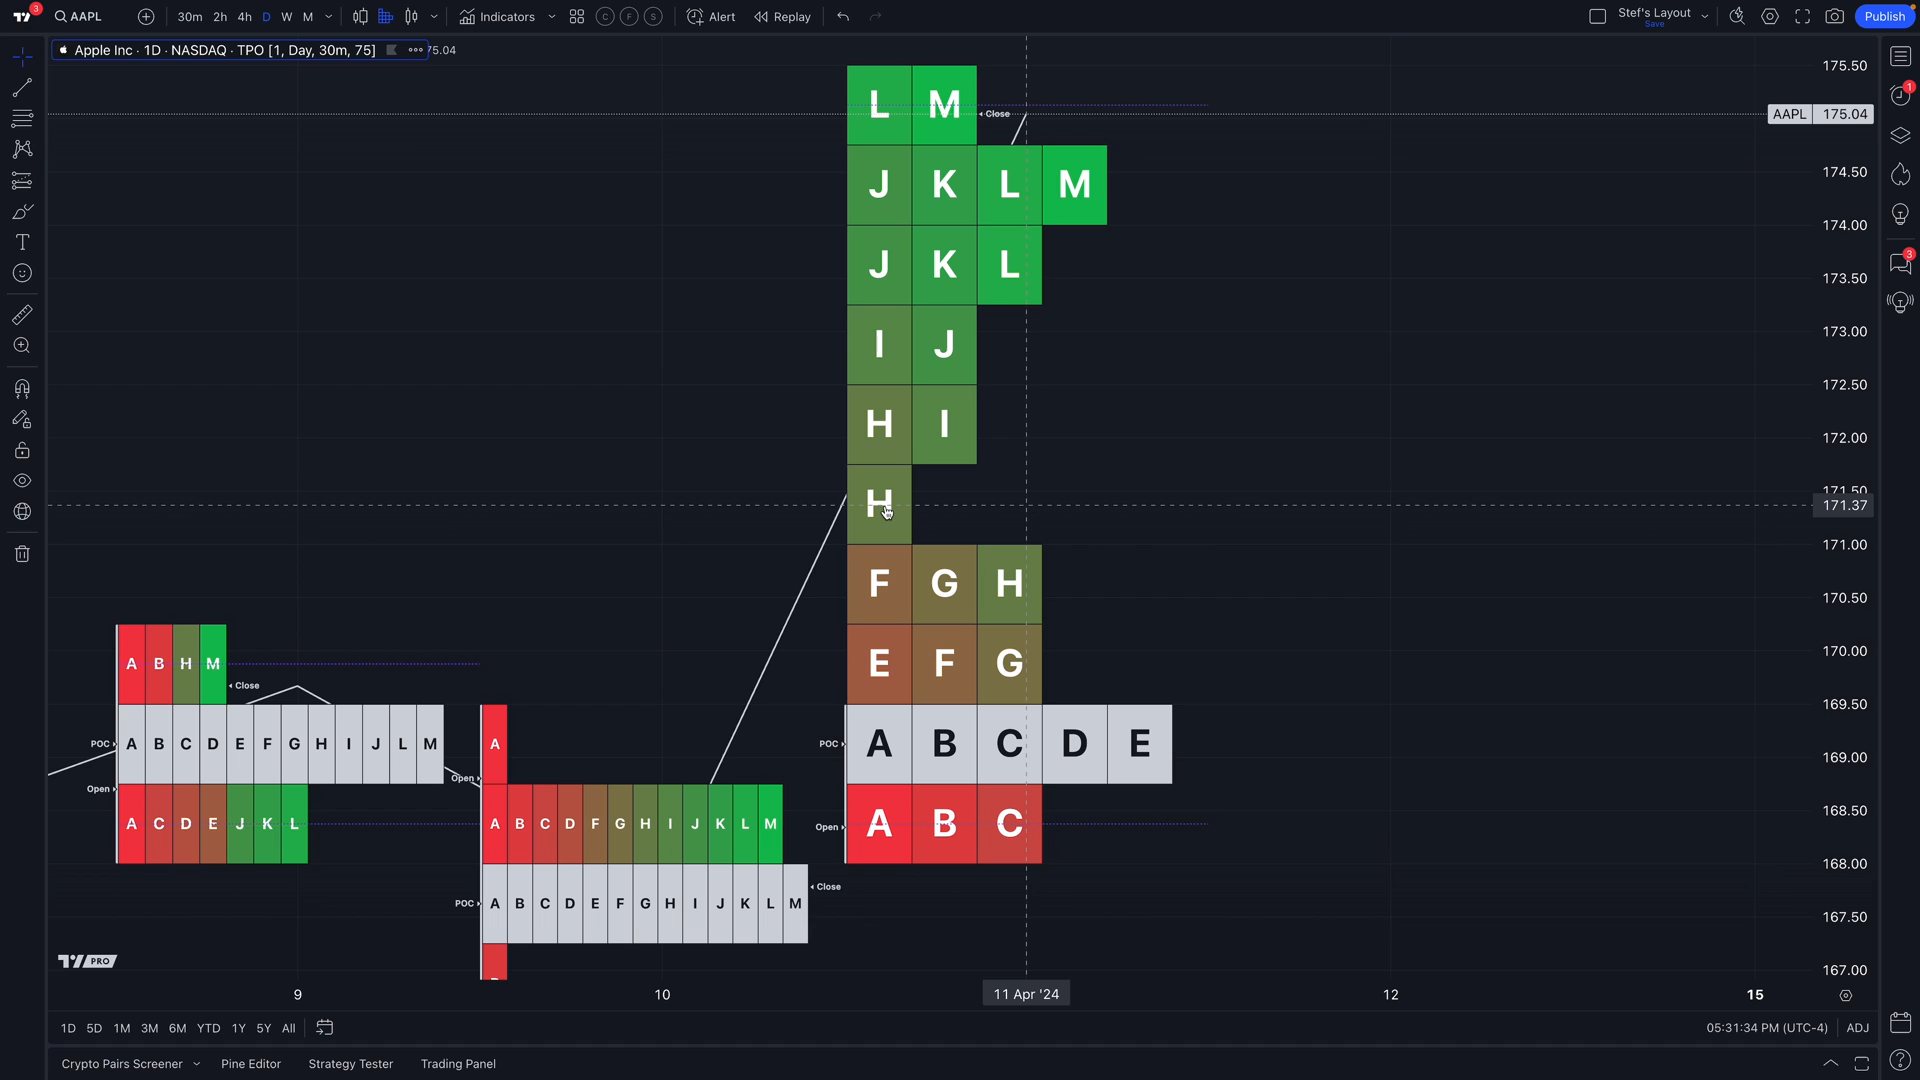 3
AAPL
30m 2h 4h D W M
Indicators
C F S
Alert
Replay
Stef's Layout
Save
Publish
Apple Inc · 1D · NASDAQ · TPO [1, Day, 30m, 75]
75.04
175.50
AAPL 175.04
174.50
174.00
173.50
173.00
172.50
172.00
171.50
171.37
171.00
170.50
170.00
169.50
169.00
168.50
168.00
167.50
167.00
1
3
L M
Close
J K L M
J K L
I J
H I
H
F G H
E F G
POC
A B C D E
Open
A B C
A B H M
Close
POC
A B C D E F G H I J L M
Open
A C D E J K L
A
Open
A B C D F G H I J K L M
POC
A B C D E F G H I J K L M
Close
PRO
9
10
11 Apr '24
12
15
1D 5D 1M 3M 6M YTD 1Y 5Y All
05:31:34 PM (UTC-4)
ADJ
Crypto Pairs Screener
Pine Editor
Strategy Tester
Trading Panel